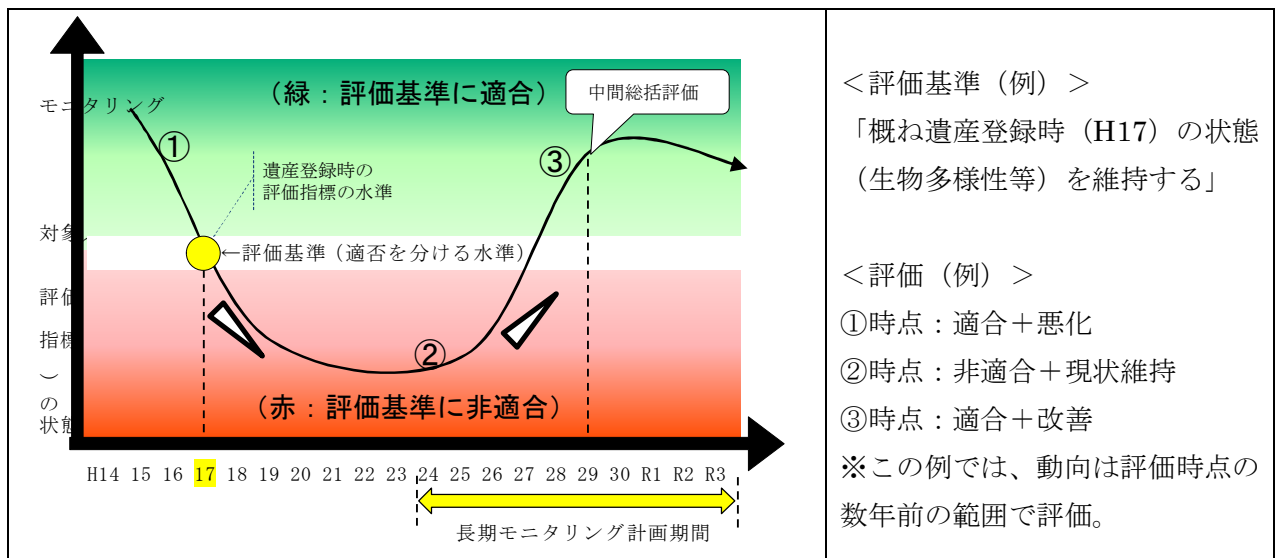 モニタリング
対象
評価
指標
）
の
状態
（緑：評価基準に適合）
中間総括評価
①
③
遺産登録時の
評価指標の水準
←評価基準（適否を分ける水準）
②
（赤：評価基準に非適合）
H14 15 16 17 18 19 20 21 22 23 24 25 26 27 28 29 30 R1 R2 R3
長期モニタリング計画期間
＜評価基準（例）＞
「概ね遺産登録時（H17）の状態
（生物多様性等）を維持する」
＜評価（例）＞
①時点：適合＋悪化
②時点：非適合＋現状維持
③時点：適合＋改善
※この例では、動向は評価時点の
数年前の範囲で評価。